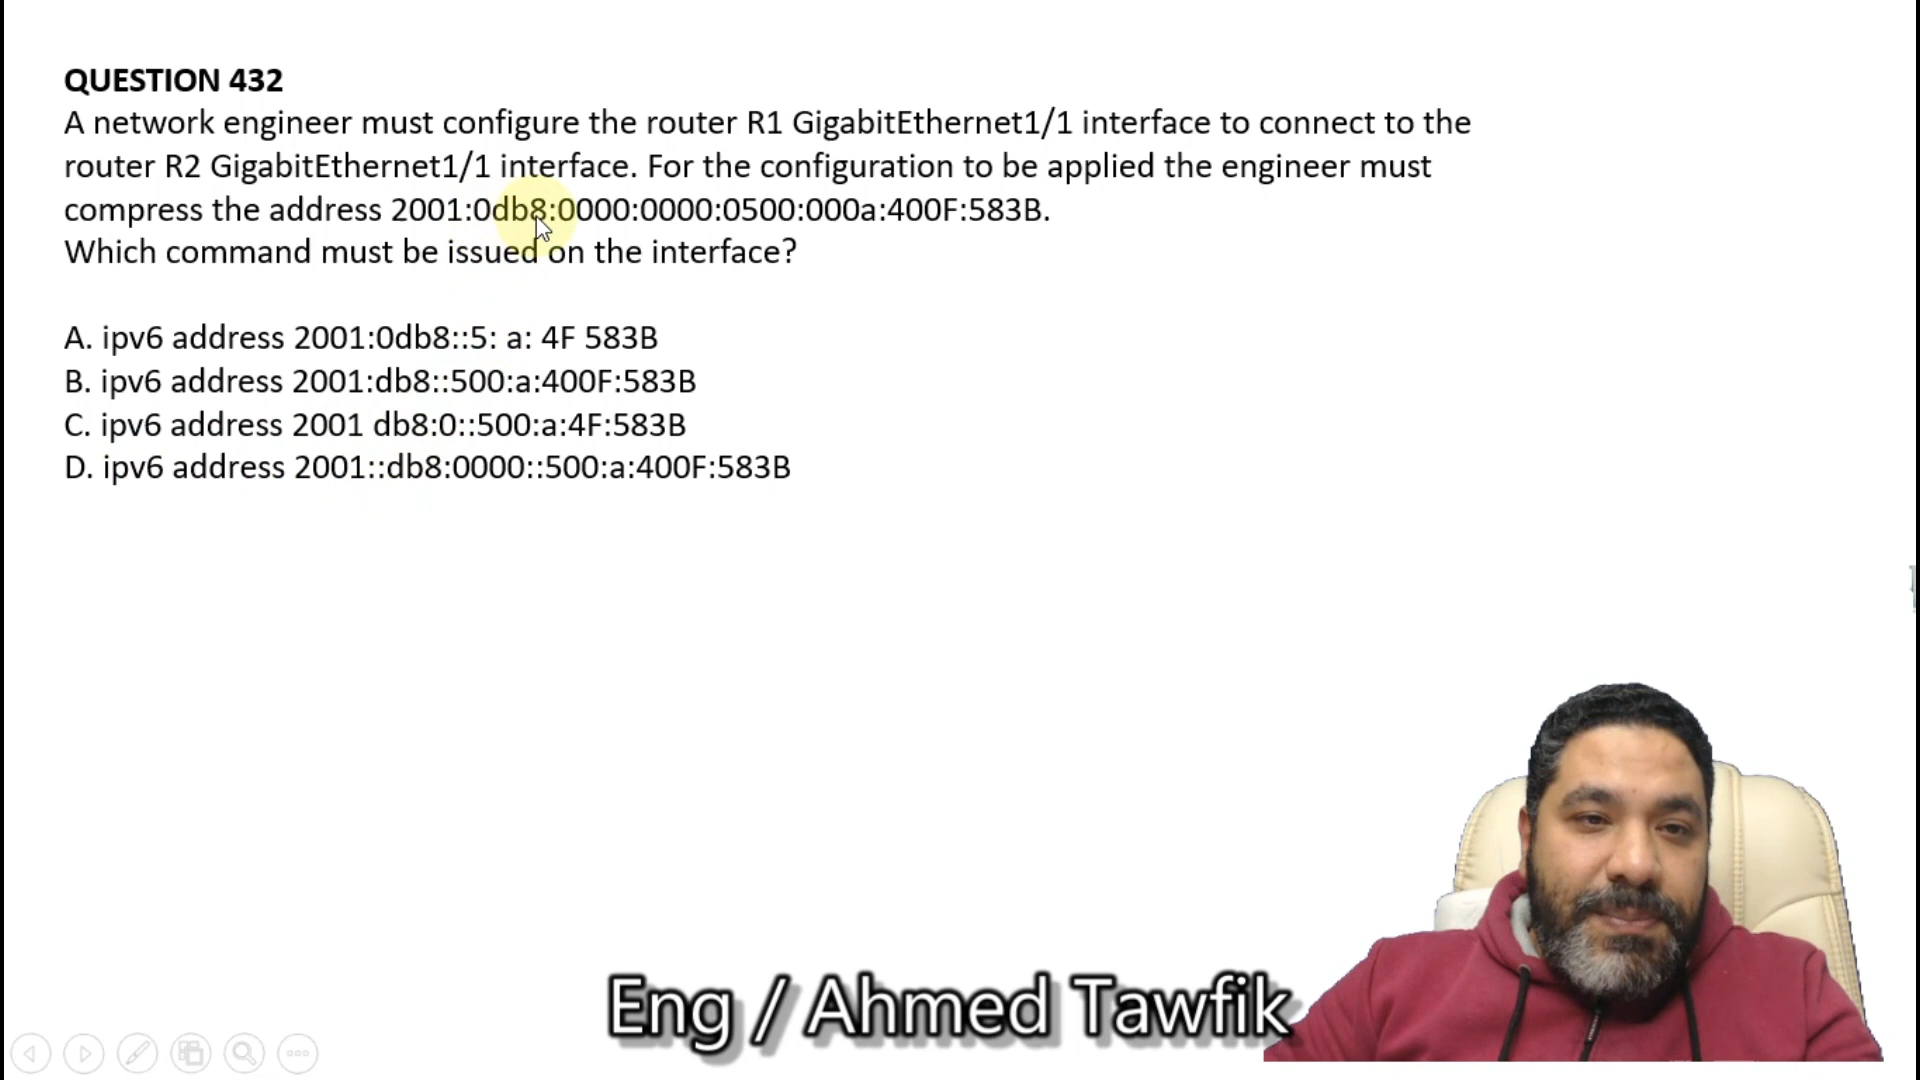 QUESTION 432
A network engineer must configure the router R1 GigabitEthernet1/1 interface to connect to the
router R2 GigabitEthernet1/1 interface. For the configuration to be applied the engineer must
compress the address 2001:0db8:0000:0000:0500:000a:400F:583B.
Which command must be issued on the interface?
A. ipv6 address 2001:0db8::5: a: 4F 583B
B. ipv6 address 2001:db8::500:a:400F:583B
C. ipv6 address 2001 db8:0::500:a:4F:583B
D. ipv6 address 2001::db8:0000::500:a:400F:583B
Eng / Ahmed Tawfik